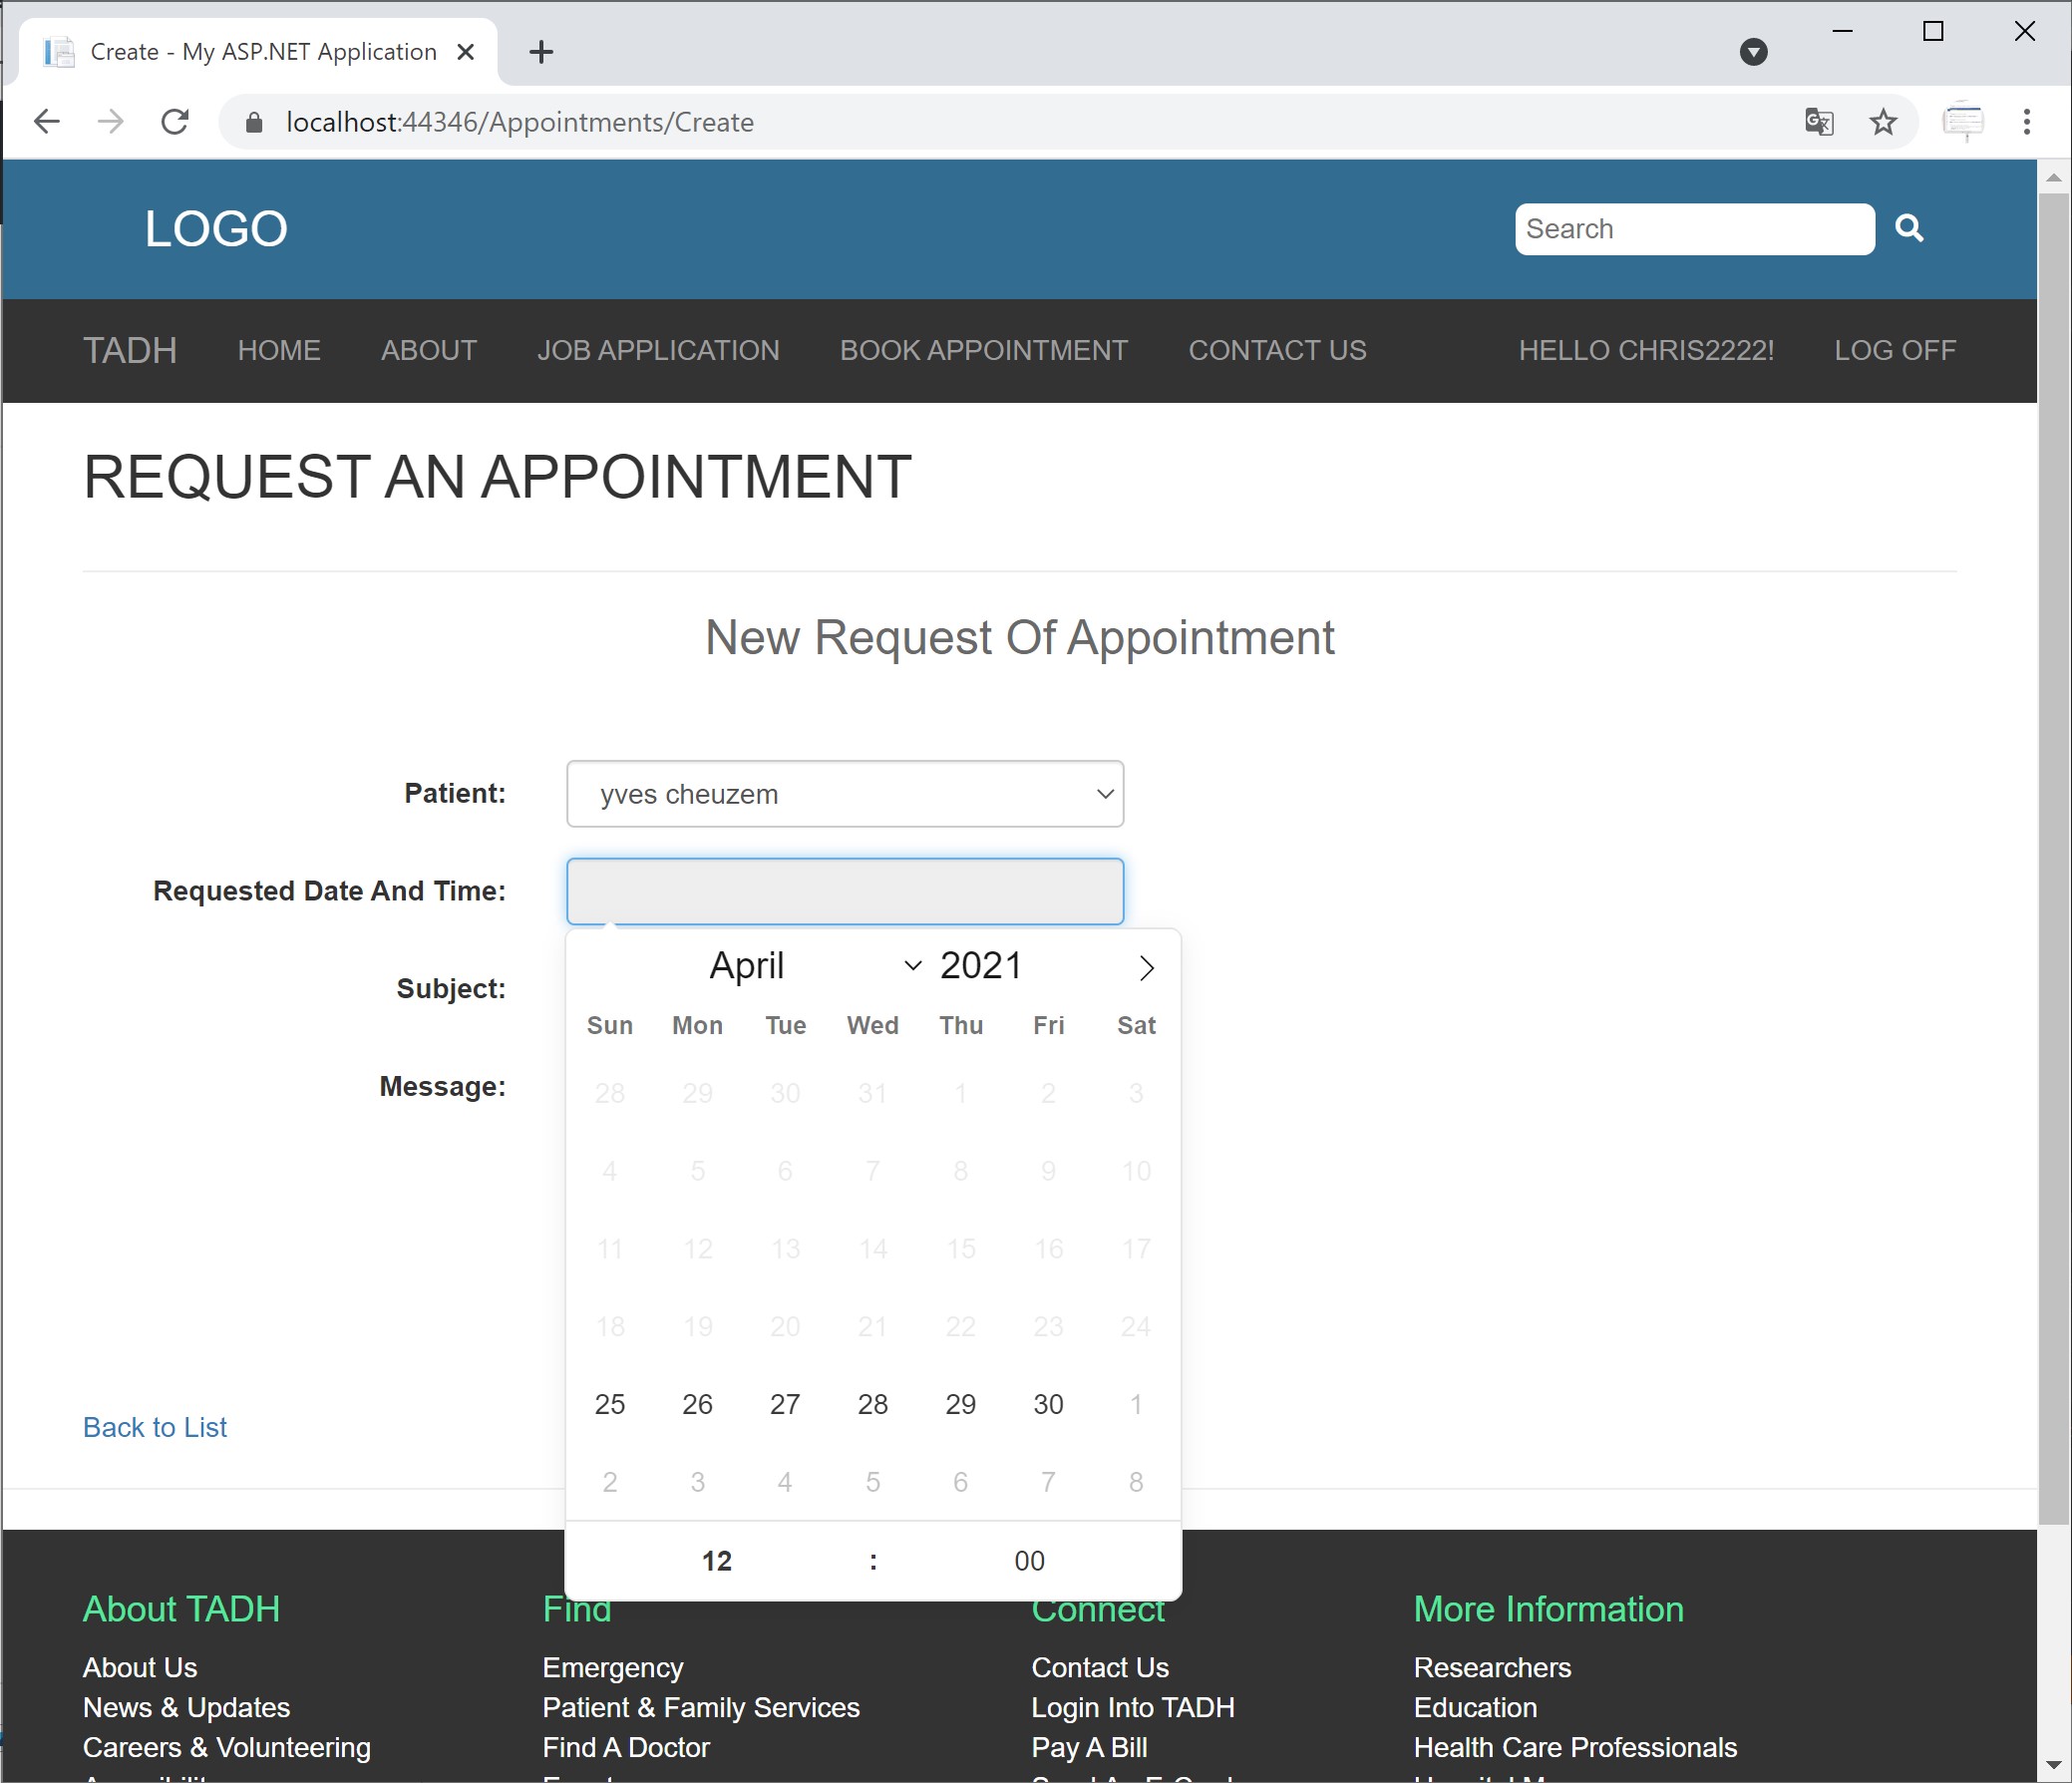 Create - My ASP.NET Application
localhost:44346/Appointments/Create
LOGO
Search
TADH HOME ABOUT JOB APPLICATION BOOK APPOINTMENT CONTACT US HELLO CHRIS2222! LOG OFF
REQUEST AN APPOINTMENT
New Request Of Appointment
Patient: yves cheuzem
Requested Date And Time:
Subject:
Message:
April 2021
Sun Mon Tue Wed Thu Fri Sat
28 29 30 31 1 2 3
4 5 6 7 8 9 10
11 12 13 14 15 16 17
18 19 20 21 22 23 24
25 26 27 28 29 30 1
2 3 4 5 6 7 8
12 : 00
Back to List
About TADH
About Us
News & Updates
Careers & Volunteering
Find
Emergency
Patient & Family Services
Find A Doctor
Connect
Contact Us
Login Into TADH
Pay A Bill
More Information
Researchers
Education
Health Care Professionals